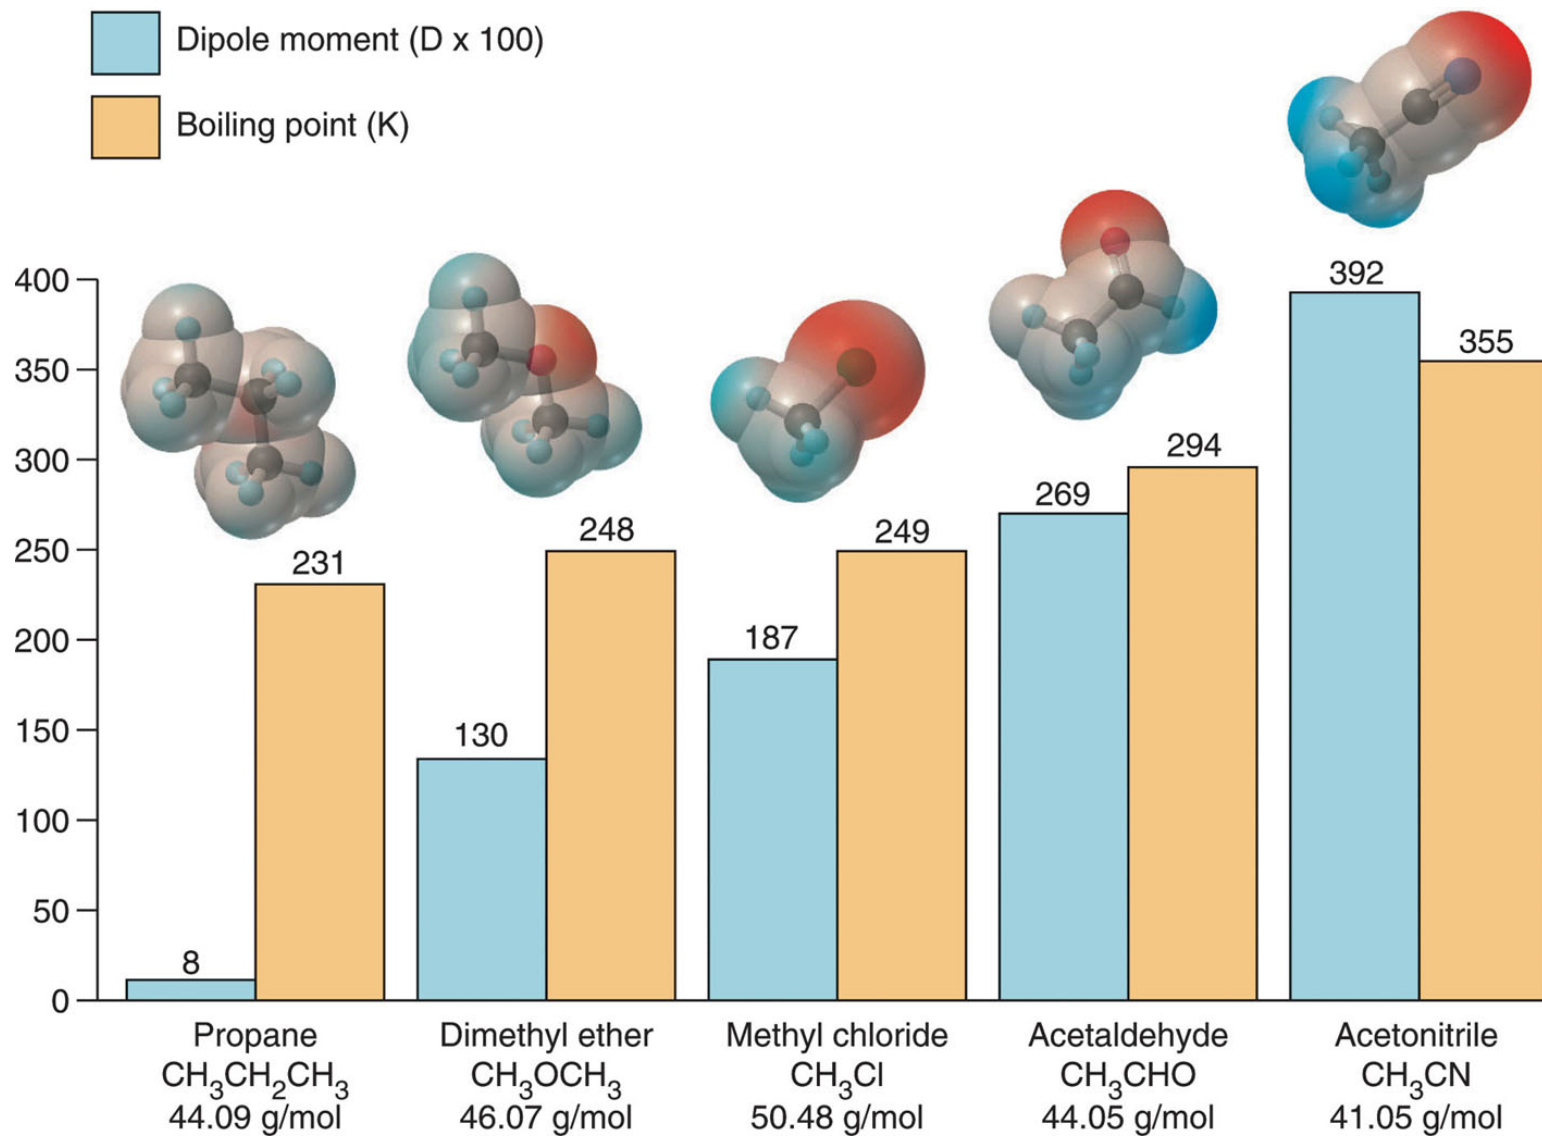 Dipole moment (D x 100)
Boiling point (K)
400
350
300
250
200
150
100
50
0
8
231
130
248
187
249
269
294
392
355
Propane
CH₃CH₂CH₃
44.09 g/mol
Dimethyl ether
CH₃OCH₃
46.07 g/mol
Methyl chloride
CH₃Cl
50.48 g/mol
Acetaldehyde
CH₃CHO
44.05 g/mol
Acetonitrile
CH₃CN
41.05 g/mol